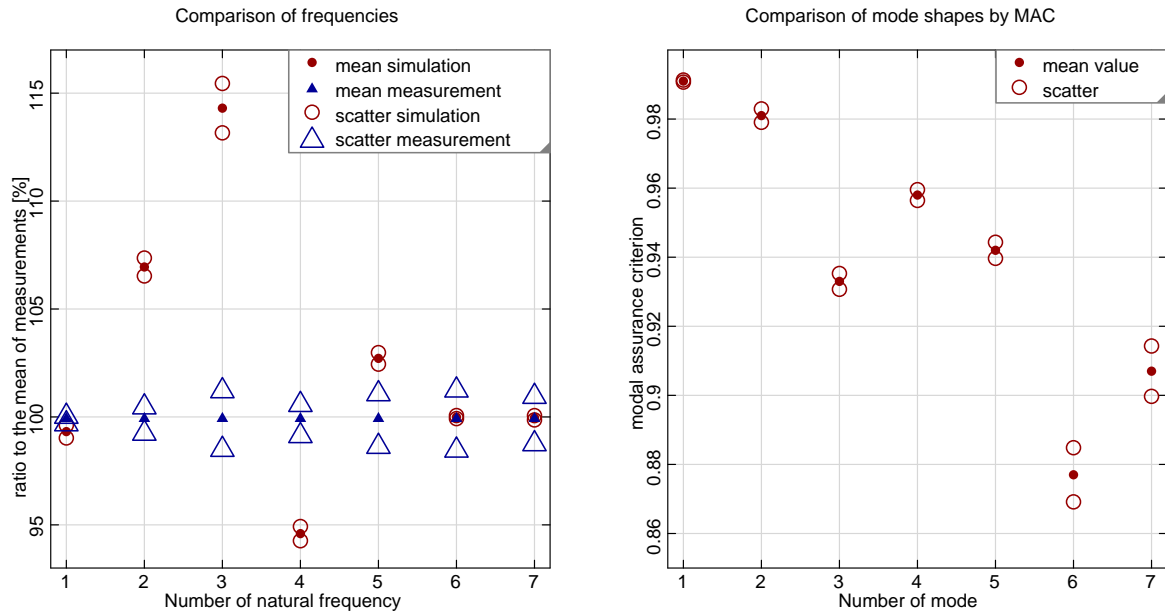 Comparison of frequencies
mean simulation
mean measurement
scatter simulation
scatter measurement
ratio to the mean of measurements [%]
115
110
105
100
95
1 2 3 4 5 6 7
Number of natural frequency
Comparison of mode shapes by MAC
mean value
scatter
modal assurance criterion
0.98
0.96
0.94
0.92
0.9
0.88
0.86
1 2 3 4 5 6 7
Number of mode